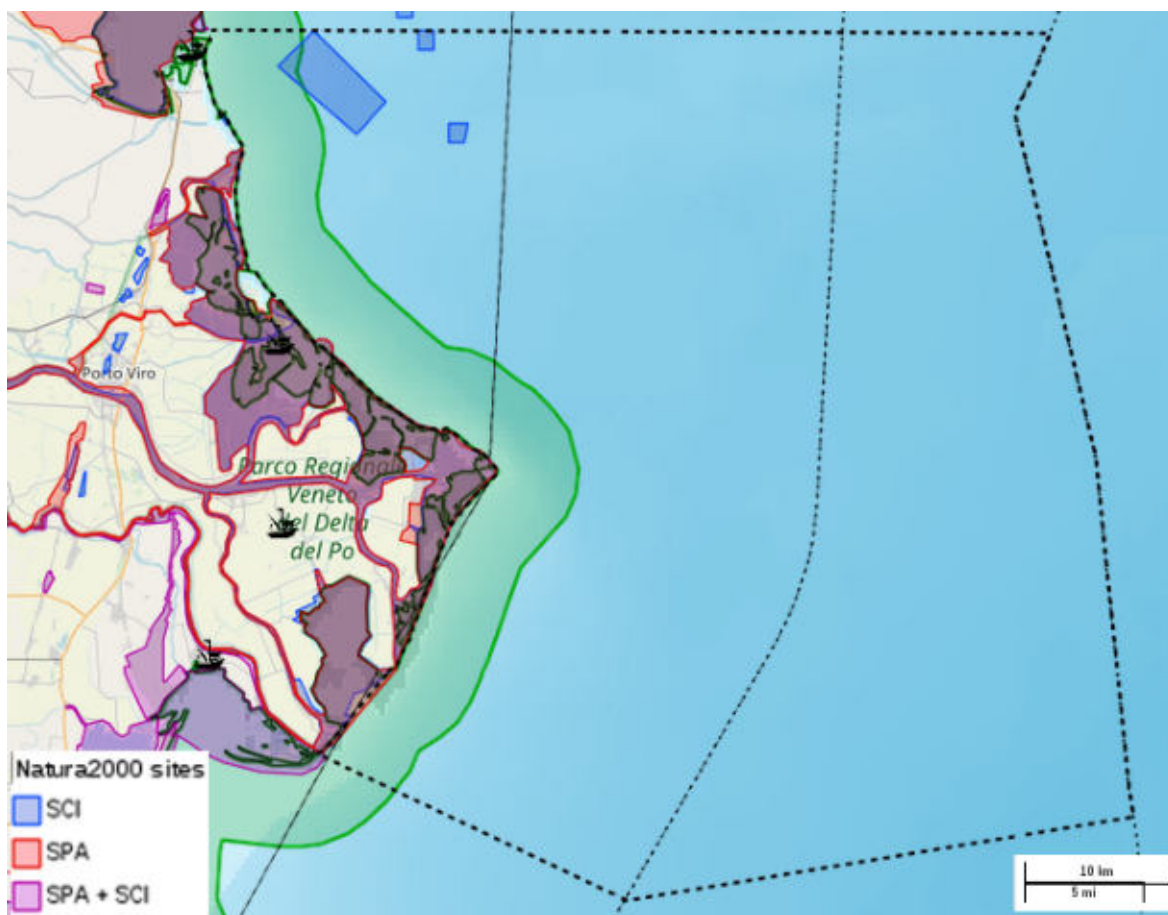 Porto Viro
Parco Regionale
Veneto
del Delta
del Po
Natura2000 sites
SCI
SPA
SPA + SCI
10 km
5 mi